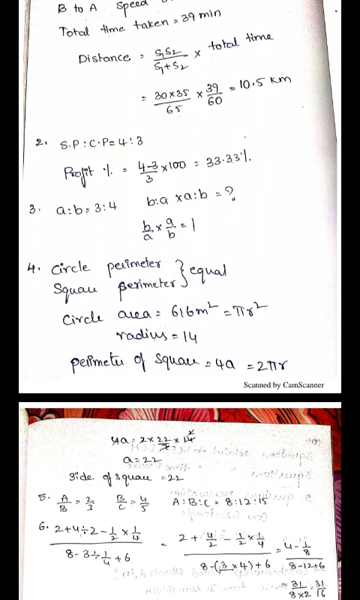 B to A Speed
Total time taken = 39 min
Distance = S₁S₂/S₁+S₂ × total time
= 30×35/65 × 39/60 = 10.5 km
2. S.P : C.P = 4 : 3
Profit % = 4-3/3 ×100 = 33.33%
3. a:b = 3:4 b:a × a:b = ?
b/a × a/b = 1
4. Circle perimeter } equal
Squau perimeter
Circle area = 616m² = πr²
radius = 14
perimeter of square = 4a = 2πr
Scanned by CamScanner
4a = 2 × 22/7 × 14
a = 22
Side of square = 22
5. A/B = 2/3 B/C = 4/5 A:B:C = 8:12:15
6. 2+4÷2-1/2×1/4 / 8-3÷1/4+6 = 2+4/2-1/2×1/4 / 8-(3×4)+6 = 4-1/8 / 8-12+6
= 31/8×2 = 31/16